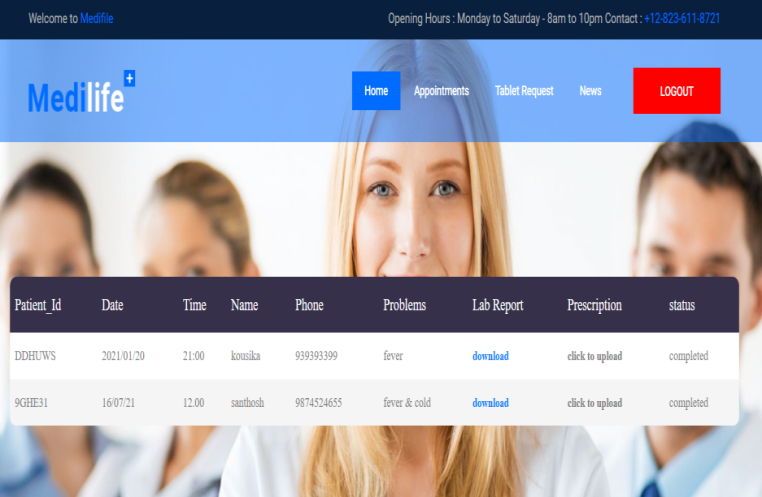 Welcome to Medifile
Opening Hours : Monday to Saturday - 8am to 10pm Contact : +12-823-611-8721
Medilife+
Home Appointments Tablet Request News LOGOUT
Patient_Id Date Time Name Phone Problems Lab Report Prescription status
DDHUWS 2021/01/20 21:00 kousika 939393399 fever download click to upload completed
9GHE31 16/07/21 12.00 santhosh 9874524655 fever & cold download click to upload completed